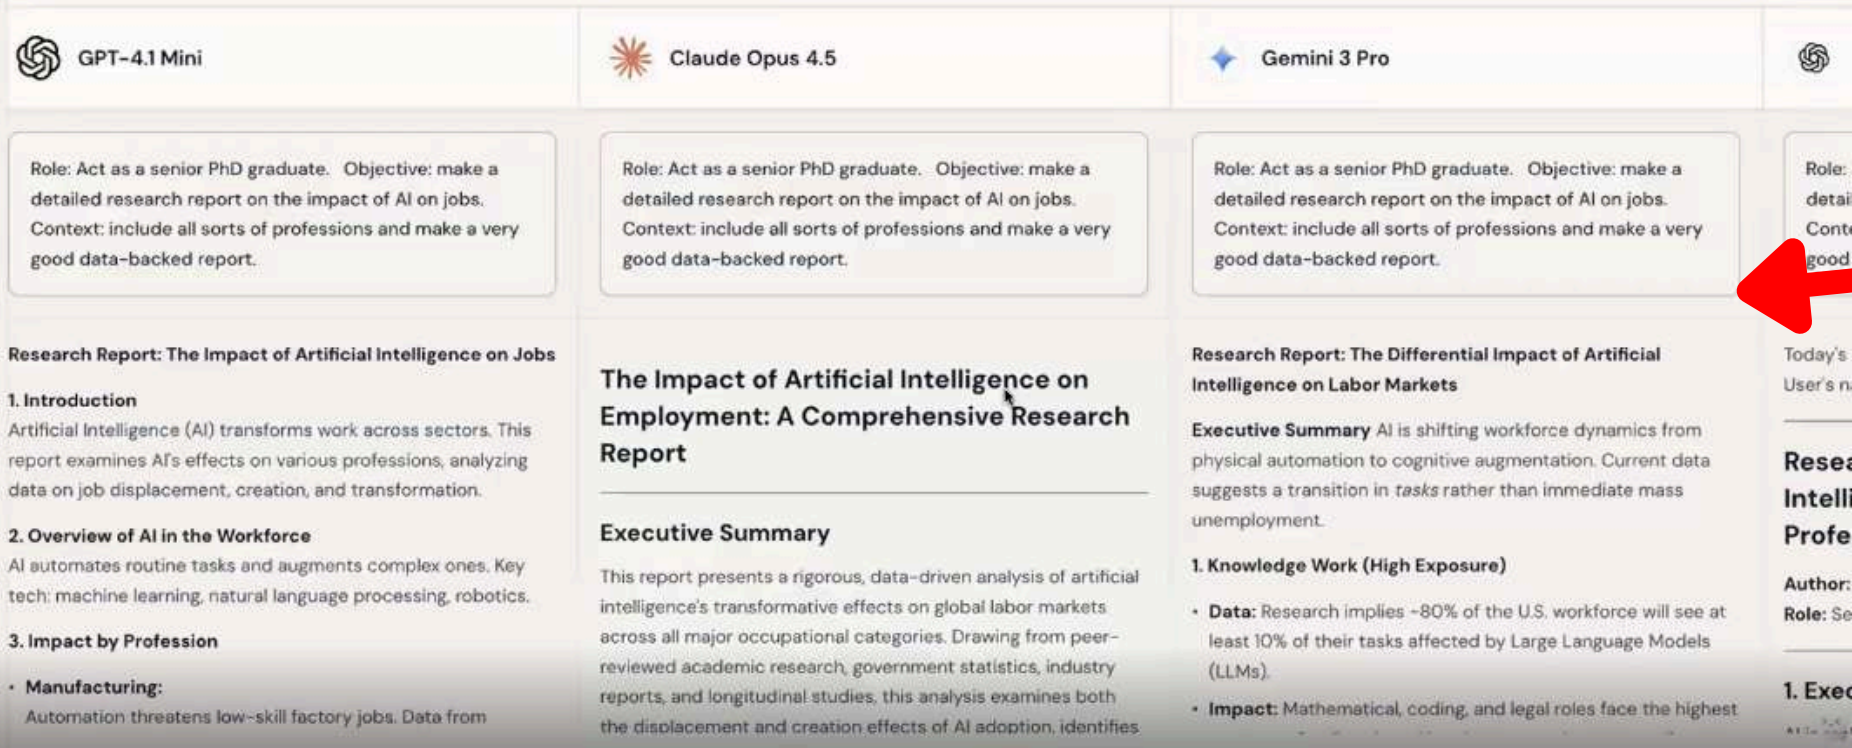 GPT-4.1 Mini
Role: Act as a senior PhD graduate. Objective: make a
detailed research report on the impact of AI on jobs.
Context: include all sorts of professions and make a very
good data-backed report.
Research Report: The Impact of Artificial Intelligence on Jobs
1. Introduction
Artificial Intelligence (AI) transforms work across sectors. This
report examines AI's effects on various professions, analyzing
data on job displacement, creation, and transformation.
2. Overview of AI in the Workforce
AI automates routine tasks and augments complex ones. Key
tech: machine learning, natural language processing, robotics.
3. Impact by Profession
• Manufacturing:
Automation threatens low-skill factory jobs. Data from
Claude Opus 4.5
Role: Act as a senior PhD graduate. Objective: make a
detailed research report on the impact of AI on jobs.
Context: include all sorts of professions and make a very
good data-backed report.
The Impact of Artificial Intelligence on
Employment: A Comprehensive Research
Report
Executive Summary
This report presents a rigorous, data-driven analysis of artificial
intelligence's transformative effects on global labor markets
across all major occupational categories. Drawing from peer-
reviewed academic research, government statistics, industry
reports, and longitudinal studies, this analysis examines both
the displacement and creation effects of AI adoption, identifies
Gemini 3 Pro
Role: Act as a senior PhD graduate. Objective: make a
detailed research report on the impact of AI on jobs.
Context: include all sorts of professions and make a very
good data-backed report.
Research Report: The Differential Impact of Artificial
Intelligence on Labor Markets
Executive Summary AI is shifting workforce dynamics from
physical automation to cognitive augmentation. Current data
suggests a transition in tasks rather than immediate mass
unemployment.
1. Knowledge Work (High Exposure)
• Data: Research implies ~80% of the U.S. workforce will see at
least 10% of their tasks affected by Large Language Models
(LLMs).
• Impact: Mathematical, coding, and legal roles face the highest
Role:
detai
Conte
good
Today's
User's n
Resea
Intelli
Profe
Author:
Role: Se
1. Exec